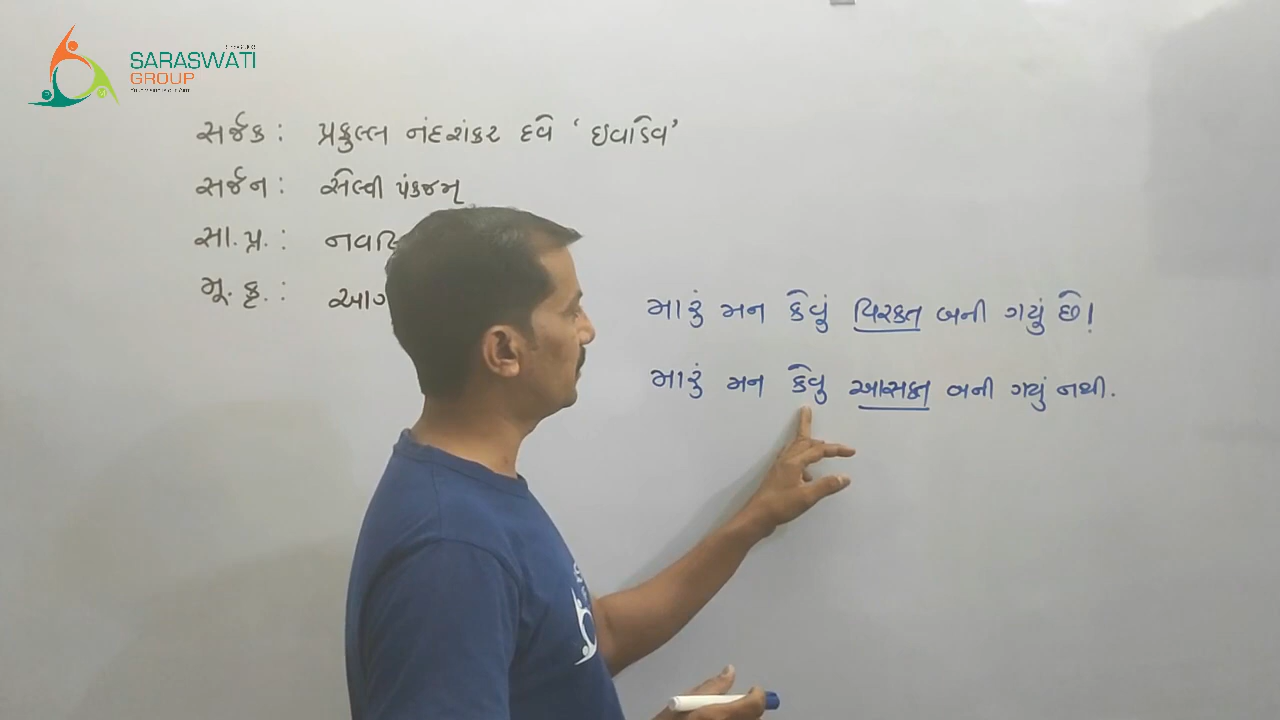 SARASWATI
GROUP
સર્જક : પ્રફુલ્લ નંદશંકર દવે ‘ ઇવાડેવ’
સર્જન : સેલ્વી પંકજમ્
સા. પ્ર. :
મૂ. કૃ. :
મારું મન કેવું વિરક્ત બની ગયું છે!
મારું મન કેવુ આસક્ત બની ગયું નથી.